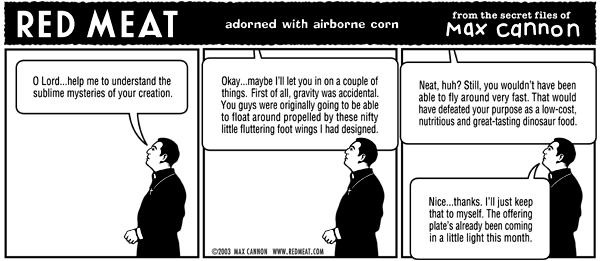 RED MEAT
adorned with airborne corn
from the secret files of
max cannon
O Lord...help me to understand the
sublime mysteries of your creation.
Okay...maybe I'll let you in on a couple of
things. First of all, gravity was accidental.
You guys were originally going to be able
to float around propelled by these nifty
little fluttering foot wings I had designed.
©2003 MAX CANNON WWW.REDMEAT.COM
Neat, huh? Still, you wouldn't have been
able to fly around very fast. That would
have defeated your purpose as a low-cost,
nutritious and great-tasting dinosaur food.
Nice...thanks. I'll just keep
that to myself. The offering
plate's already been coming
in a little light this month.